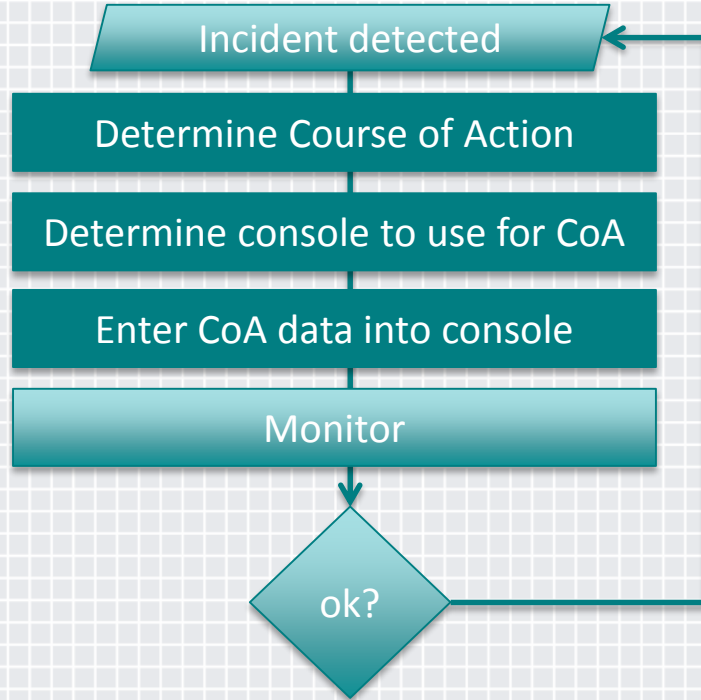 Incident detected
Determine Course of Action
Determine console to use for CoA
Enter CoA data into console
Monitor
ok?